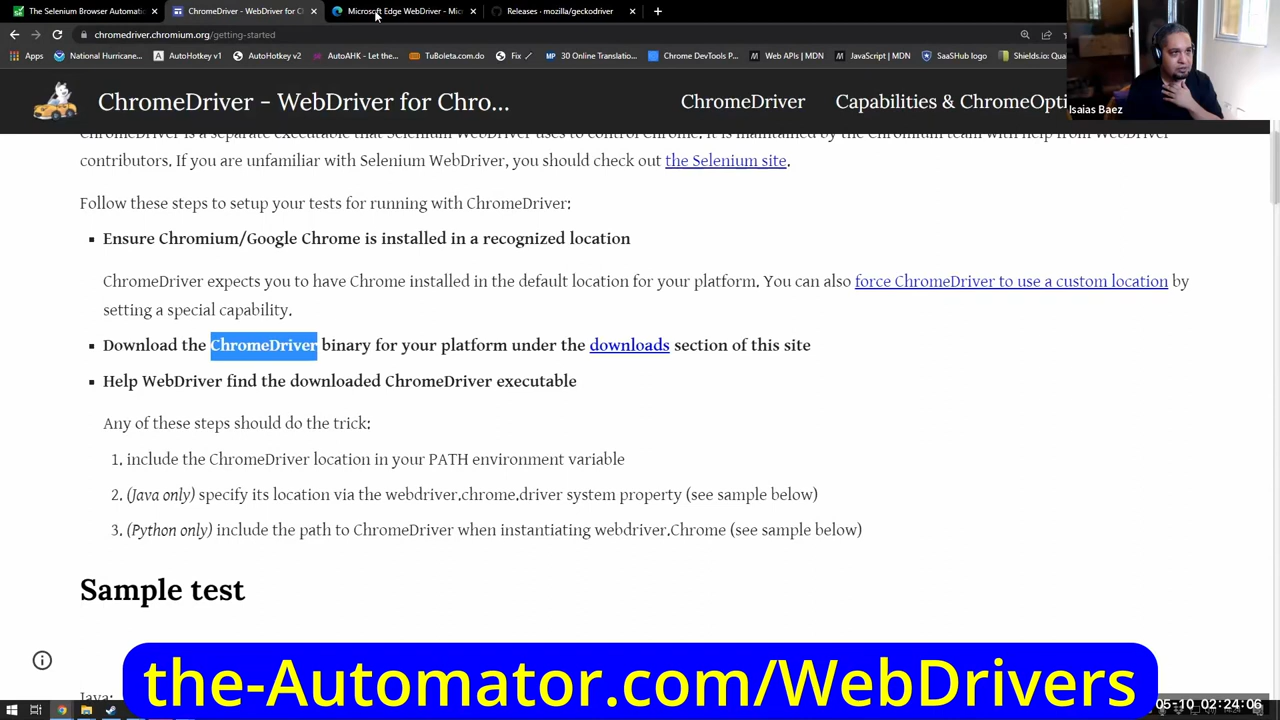 The Selenium Browser Automatic
ChromeDriver - WebDriver for C
Microsoft Edge WebDriver - Mic
Releases · mozilla/geckodriver
chromedriver.chromium.org/getting-started
Apps
National Hurricane...
AutoHotkey v1
AutoHotkey v2
AutoAHK - Let the...
TuBoleta.com.do
Fix
30 Online Translatio...
Chrome DevTools P...
Web APIs | MDN
JavaScript | MDN
SaaSHub logo
Shields.io: Qua
Isaias Baez
ChromeDriver - WebDriver for Chro...
ChromeDriver
Capabilities & ChromeOpti
ChromeDriver is a separate executable that Selenium WebDriver uses to control Chrome. It is maintained by the Chromium team with help from WebDriver
contributors. If you are unfamiliar with Selenium WebDriver, you should check out the Selenium site.
Follow these steps to setup your tests for running with ChromeDriver:
Ensure Chromium/Google Chrome is installed in a recognized location
ChromeDriver expects you to have Chrome installed in the default location for your platform. You can also force ChromeDriver to use a custom location by
setting a special capability.
Download the ChromeDriver binary for your platform under the downloads section of this site
Help WebDriver find the downloaded ChromeDriver executable
Any of these steps should do the trick:
1. include the ChromeDriver location in your PATH environment variable
2. (Java only) specify its location via the webdriver.chrome.driver system property (see sample below)
3. (Python only) include the path to ChromeDriver when instantiating webdriver.Chrome (see sample below)
Sample test
Java:
the-Automator.com/WebDrivers
05-10 02:24:06